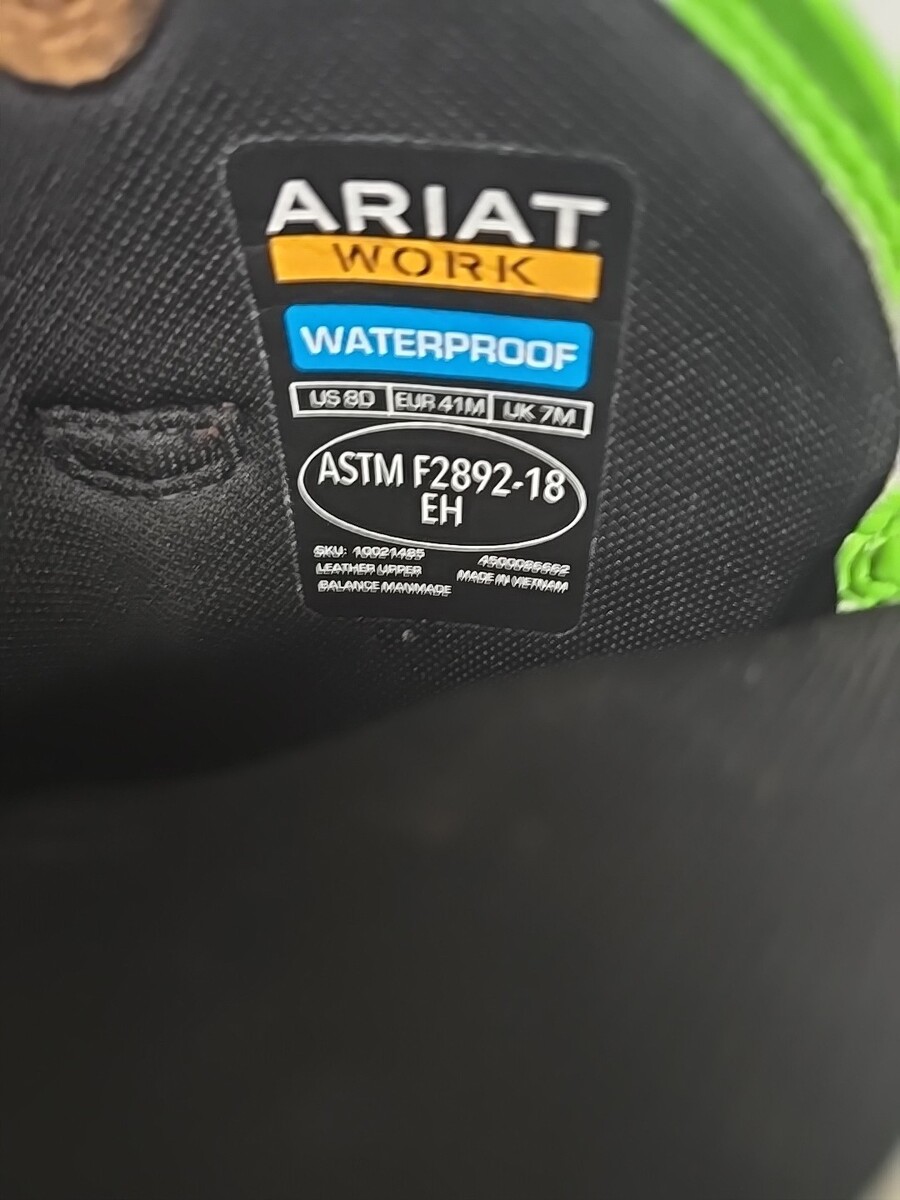 ARIAT
WORK
WATERPROOF
US 8D EUR 41M UK 7M
ASTM F2892-18
EH
SKU: 10021485
LEATHER UPPER
BALANCE MANMADE
MADE IN VIETNAM